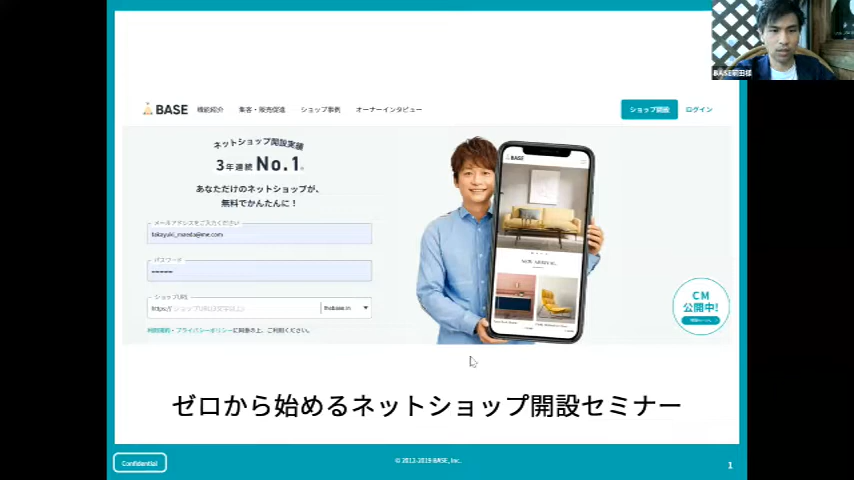 BASE前田様
BASE 機能紹介 集客・販売促進 ショップ事例 オーナーインタビュー ショップ開設 ログイン
ネットショップ開設実績
3年連続 No.1
あなただけのネットショップが、
無料でかんたんに！
メールアドレスをご入力ください
takayuki_maeda@me.com
パスワード
ショップURL
https:// thebase.in
利用規約・プライバシーポリシーに同意の上、ご利用ください。
BASE
NEW ARRIVAL
CM
公開中!
ゼロから始めるネットショップ開設セミナー
Confidential
© 2012-2019 BASE, Inc.
1